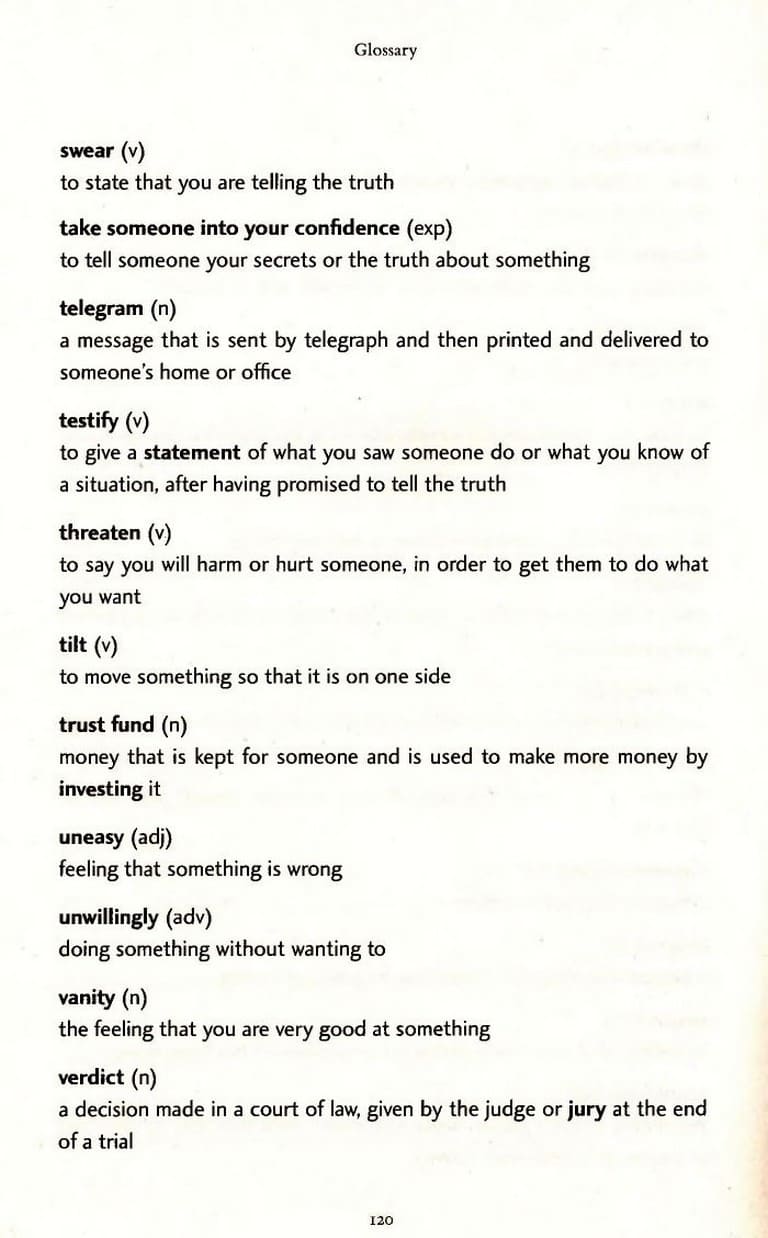 Glossary
swear (v)
to state that you are telling the truth
take someone into your confidence (exp)
to tell someone your secrets or the truth about something
telegram (n)
a message that is sent by telegraph and then printed and delivered to
someone's home or office
testify (v)
to give a statement of what you saw someone do or what you know of
a situation, after having promised to tell the truth
threaten (v)
to say you will harm or hurt someone, in order to get them to do what
you want
tilt (v)
to move something so that it is on one side
trust fund (n)
money that is kept for someone and is used to make more money by
investing it
uneasy (adj)
feeling that something is wrong
unwillingly (adv)
doing something without wanting to
vanity (n)
the feeling that you are very good at something
verdict (n)
a decision made in a court of law, given by the judge or jury at the end
of a trial
120